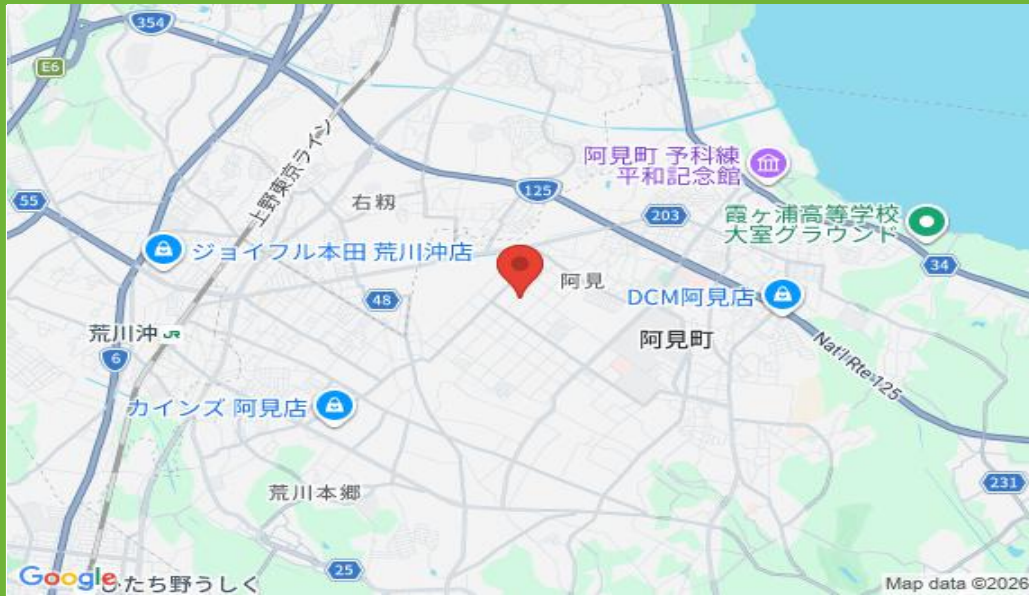 354
E6
上野東京ライン
阿見町 予科練
平和記念館
125
55
右籾
203
霞ヶ浦高等学校
大室グラウンド
ジョイフル本田 荒川沖店
34
阿見
48
DCM阿見店
荒川沖 JR
阿見町
6
Nat'l Rte 125
カインズ 阿見店
荒川本郷
231
25
Google
たち野うしく
Map data ©2026